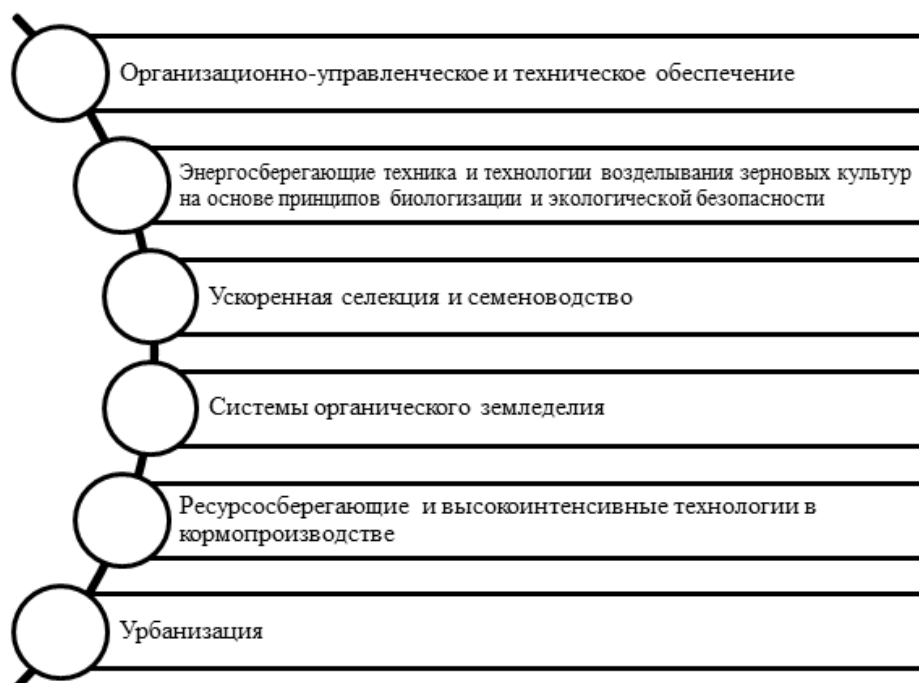 Организационно-управленческое и техническое обеспечение
Энергосберегающие техника и технологии возделывания зерновых культур
на основе принципов биологизации и экологической безопасности
Ускоренная селекция и семеноводство
Системы органического земледелия
Ресурсосберегающие и высокоинтенсивные технологии в
кормопроизводстве
Урбанизация